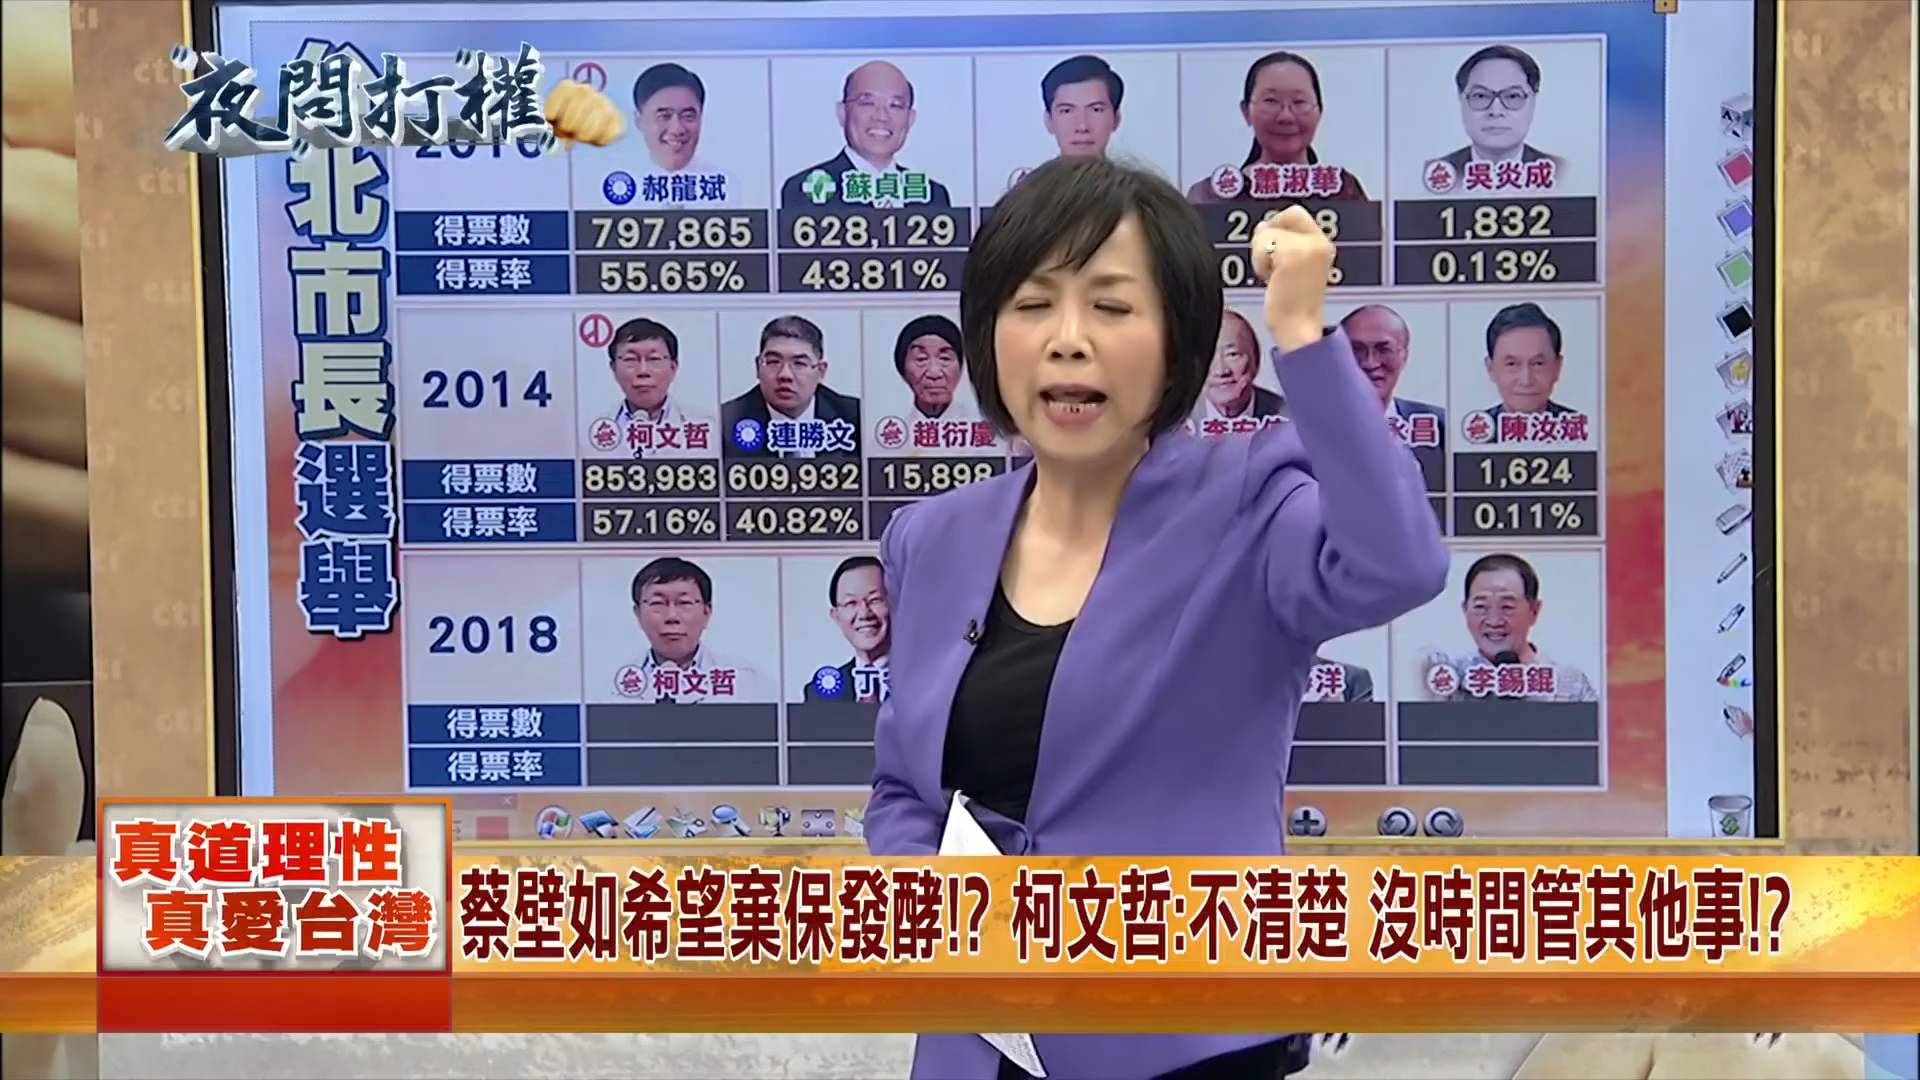 "夜"問打"權"
台北市長選舉
郝龍斌
蘇貞昌
蕭淑華
吳炎成
得票數 797,865 628,129 1,832
得票率 55.65% 43.81% 0.13%
2014
柯文哲
連勝文
趙衍慶
陳汝斌
得票數 853,983 609,932 15,898 1,624
得票率 57.16% 40.82% 0.11%
2018
柯文哲
丁
李錫錕
得票數
得票率
真道理性
真愛台灣
蔡壁如希望棄保發酵!? 柯文哲:不清楚 沒時間管其他事!?